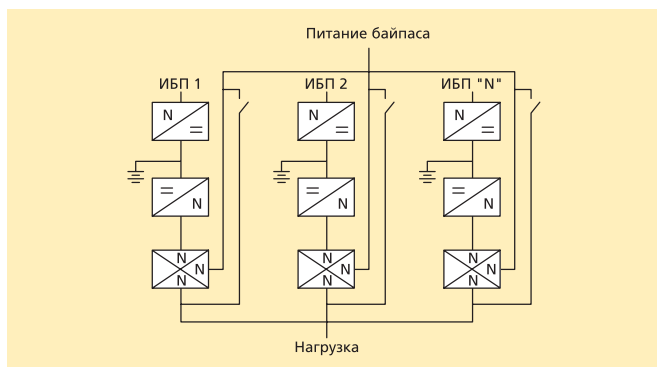 Питание байпаса
ИБП 1 ИБП 2 ИБП "N"
N N N
N N N
N N N
N N N N N N
N N N
Нагрузка